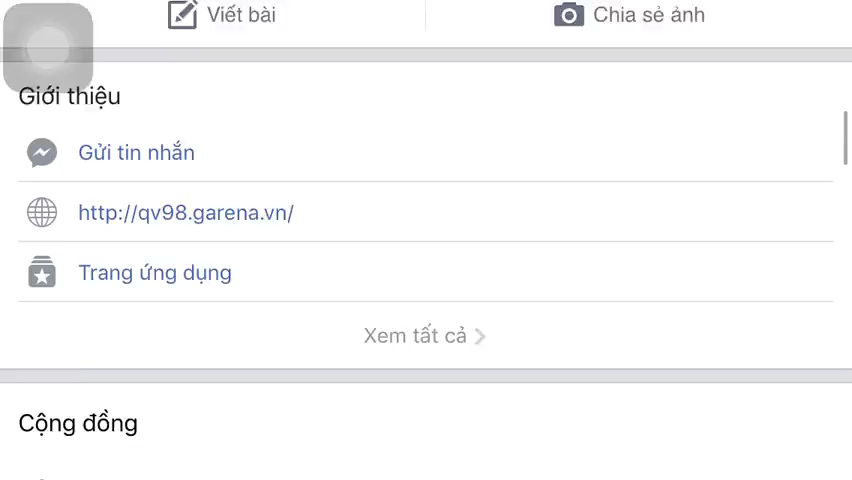 Viết bài
Chia sẻ ảnh
Giới thiệu
Gửi tin nhắn
http://qv98.garena.vn/
Trang ứng dụng
Xem tất cả
Cộng đồng